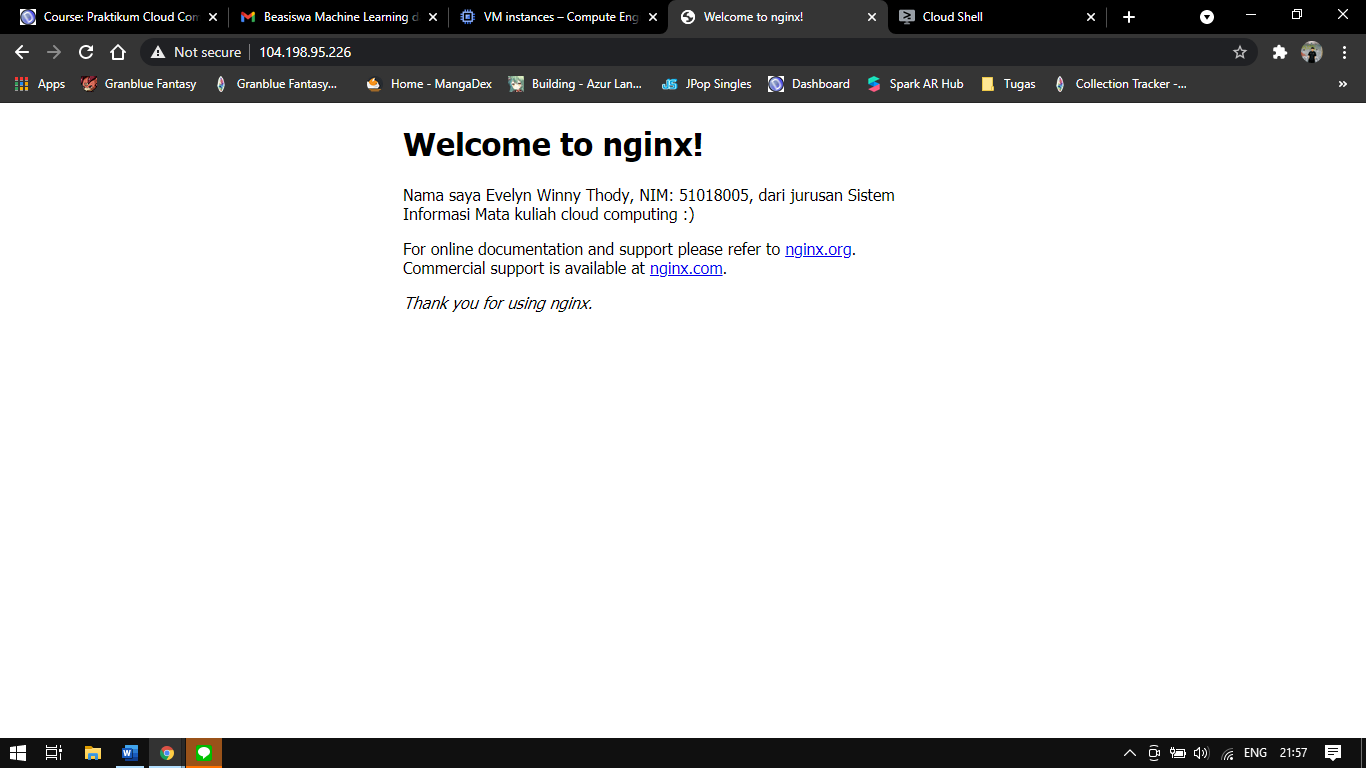 Course: Praktikum Cloud Com
Beasiswa Machine Learning d
VM instances – Compute Eng
Welcome to nginx!
Cloud Shell
Not secure
104.198.95.226
Apps
Granblue Fantasy
Granblue Fantasy...
Home - MangaDex
Building - Azur Lan...
JPop Singles
Dashboard
Spark AR Hub
Tugas
Collection Tracker -...
»
Welcome to nginx!
Nama saya Evelyn Winny Thody, NIM: 51018005, dari jurusan Sistem
Informasi Mata kuliah cloud computing :)
For online documentation and support please refer to nginx.org.
Commercial support is available at nginx.com.
Thank you for using nginx.
ENG
21:57